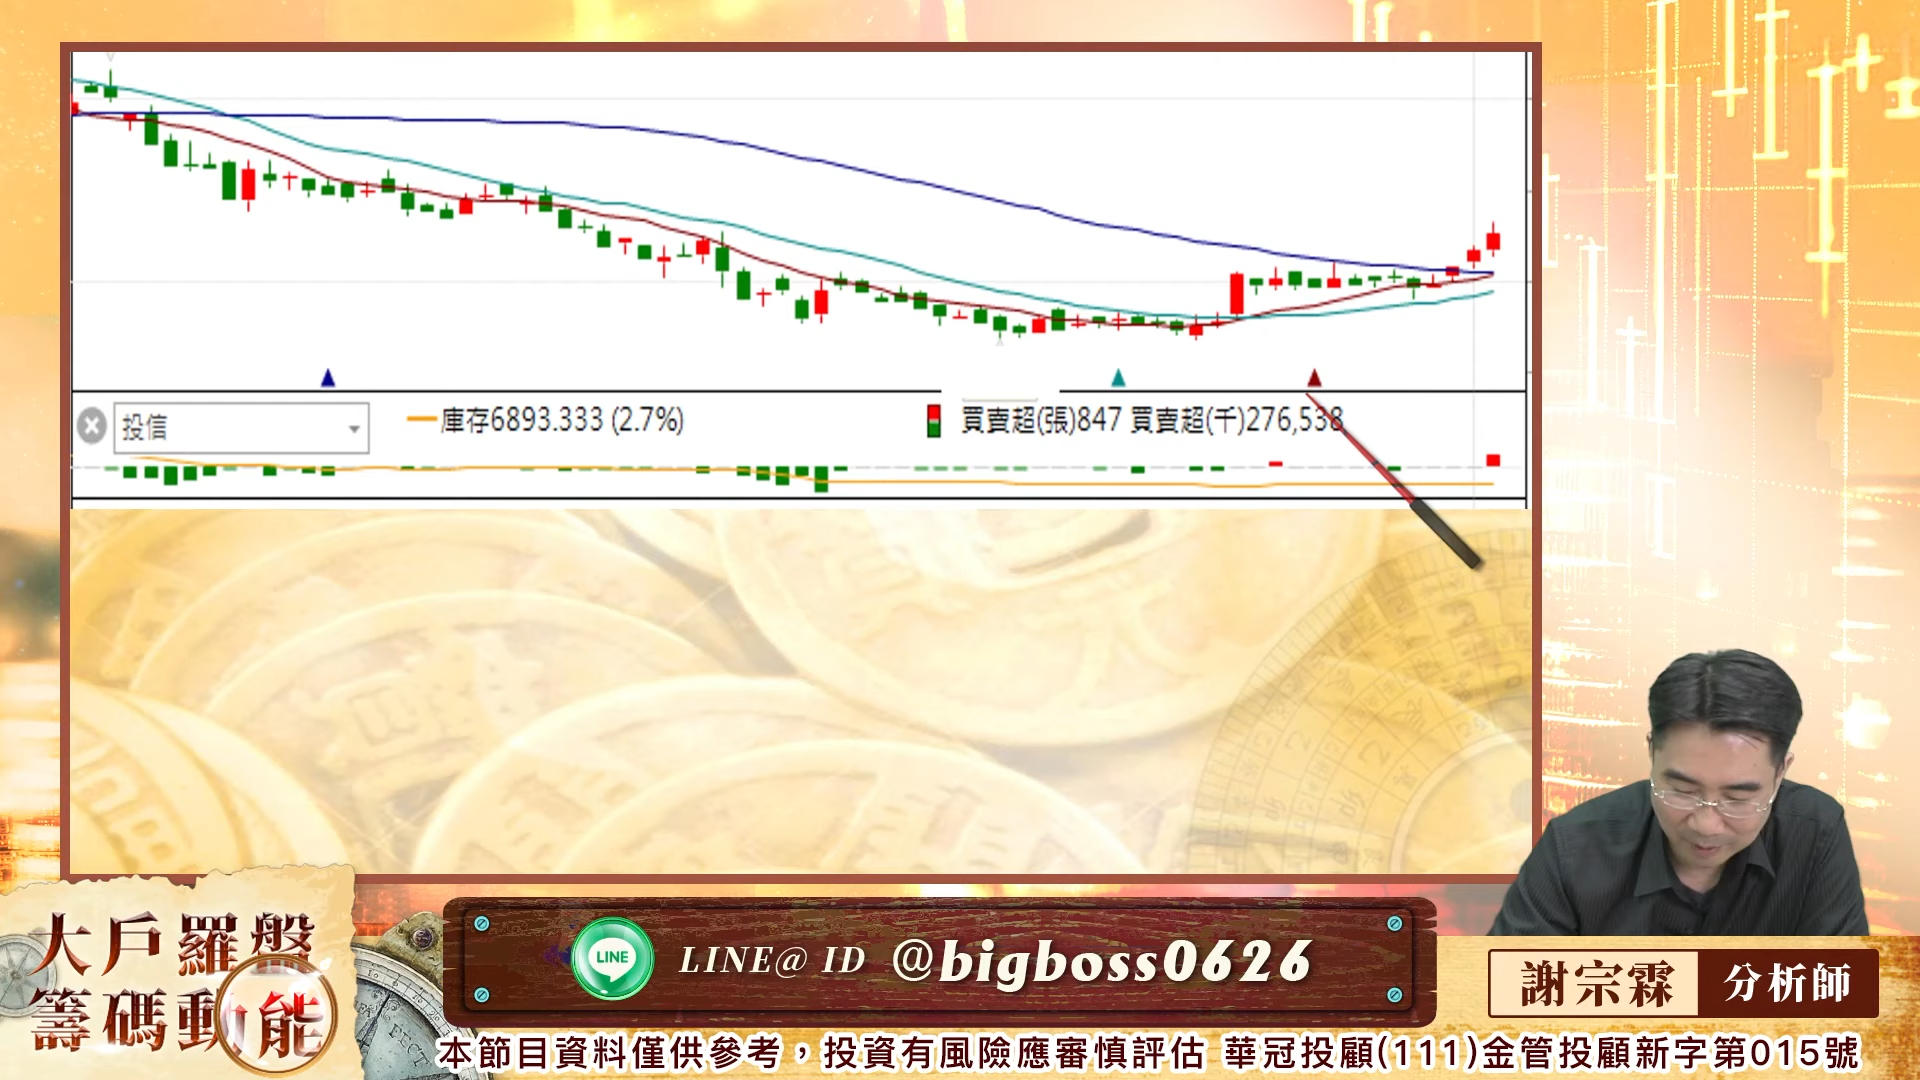 投信
庫存6893.333 (2.7%)
買賣超(張)847 買賣超(千)276,538
大戶羅盤
籌碼動能
LINE
LINE@ ID @bigboss0626
謝宗霖 分析師
本節目資料僅供參考，投資有風險應審慎評估 華冠投顧(111)金管投顧新字第015號